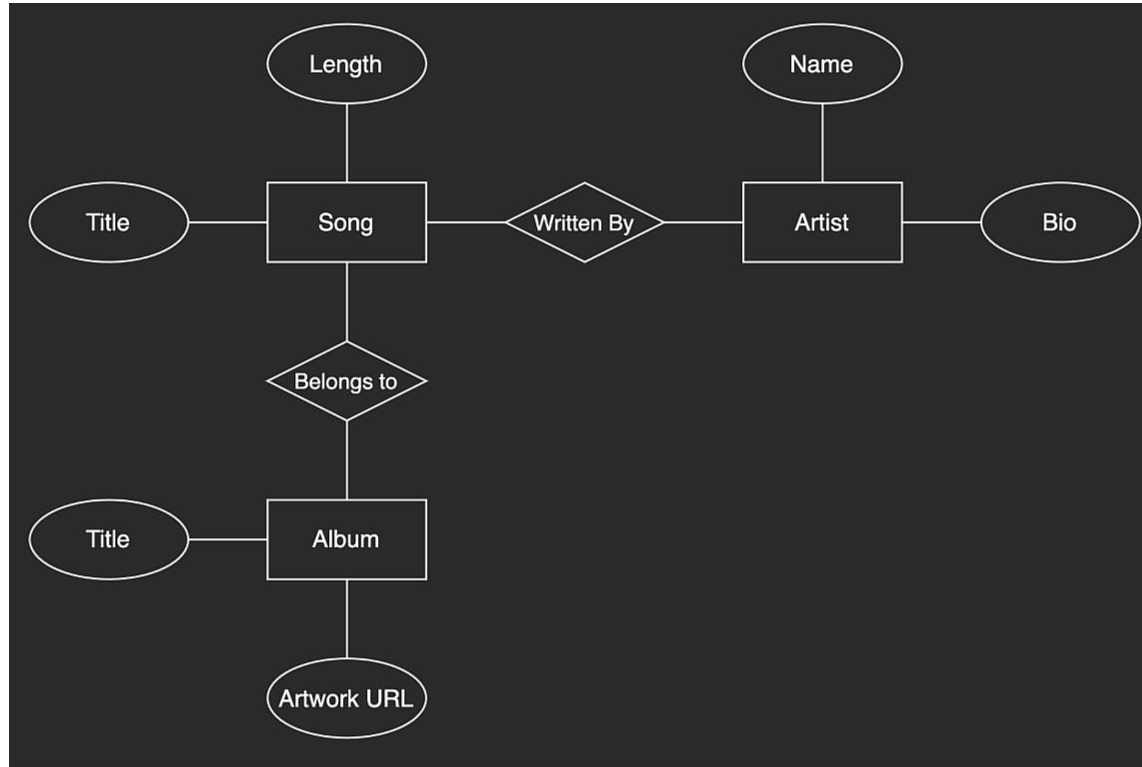 Length
Name
Title
Song
Written By
Artist
Bio
Belongs to
Title
Album
Artwork URL